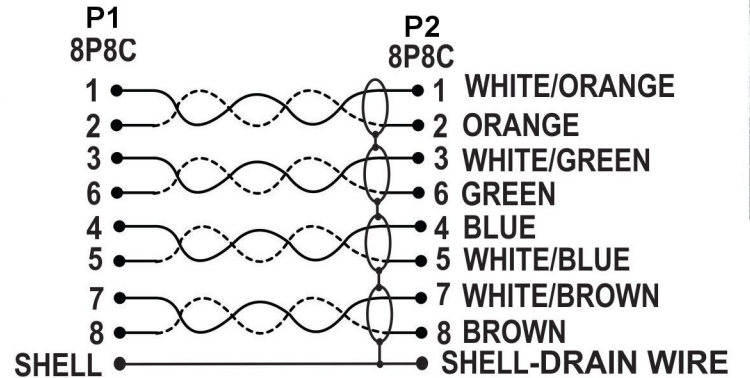 P1 P2
8P8C 8P8C
1 1 WHITE/ORANGE
2 2 ORANGE
3 3 WHITE/GREEN
6 6 GREEN
4 4 BLUE
5 5 WHITE/BLUE
7 7 WHITE/BROWN
8 8 BROWN
SHELL SHELL-DRAIN WIRE